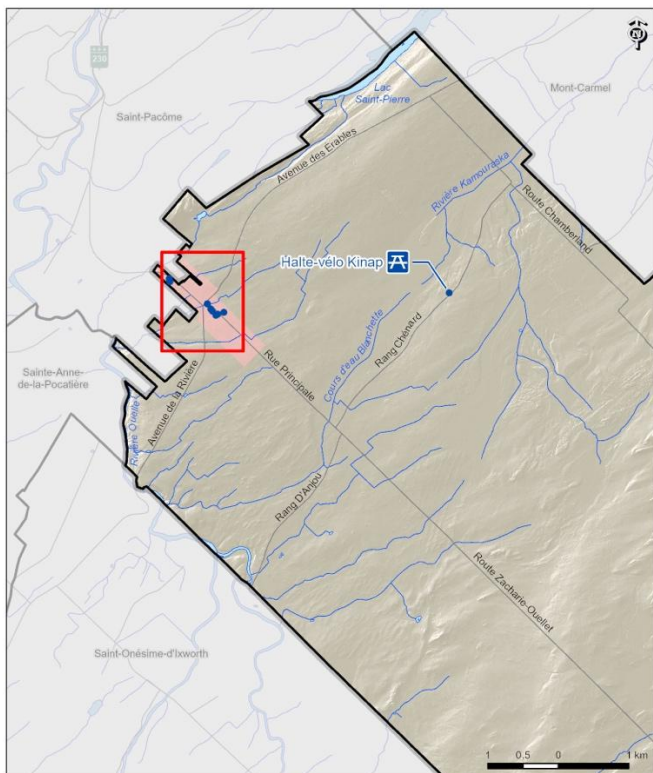 N
230
Saint-Pacôme
Lac
Saint-Pierre
Mont-Carmel
Avenue des Érables
Rivière Kamouraska
Route Chamberland
Halte-vélo Kinap
Cours d'eau Blanchette
Rang Chénard
Sainte-Anne-
de-la-Pocatière
Avenue de la Rivière
Rue Principale
Rivière Ouelle
Rang D'Anjou
Route Zacharie-Ouellet
Saint-Onésime-d'Ixworth
1 0.5 0 1 km